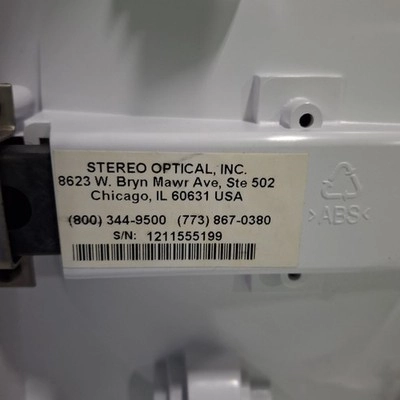 STEREO OPTICAL, INC.
8623 W. Bryn Mawr Ave, Ste 502
Chicago, IL 60631 USA
(800) 344-9500 (773) 867-0380
S/N: 1211555199
>ABS<